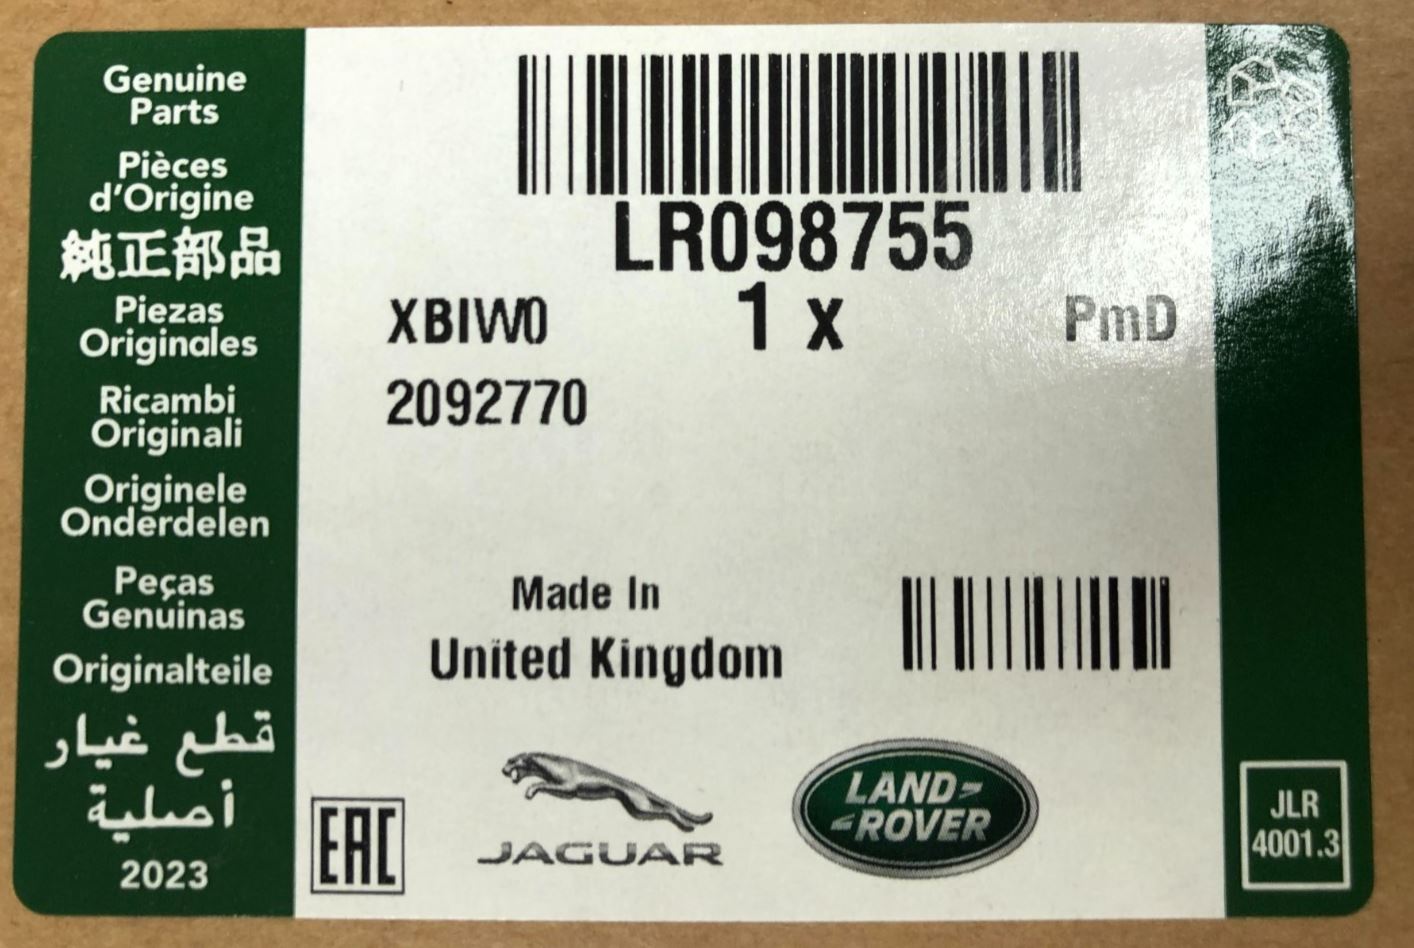 Genuine
Parts
Pièces
d'Origine
純正部品
Piezas
Originales
Ricambi
Originali
Originele
Onderdelen
Peças
Genuinas
Originalteile
قطع غيار
أصلية
2023
LR098755
XBIW0 1 x PmD
2092770
Made In
United Kingdom
EAC
JAGUAR
LAND-
-ROVER
JLR
4001.3